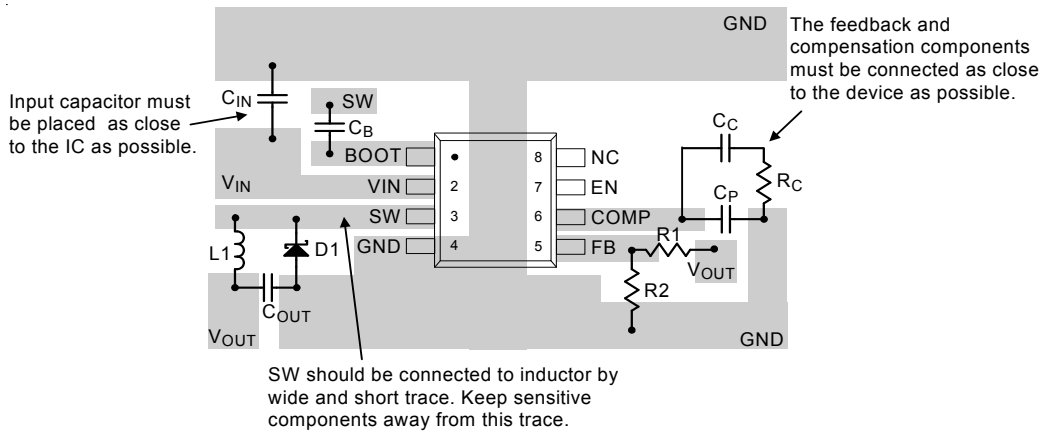 GND
The feedback and
compensation components
must be connected as close
to the device as possible.
Input capacitor must
be placed as close
to the IC as possible.
CIN
SW
CB
BOOT
VIN
VIN
SW
GND
2
3
4
8
7
6
5
NC
EN
COMP
FB
CC
RC
CP
R1
VOUT
R2
L1
D1
COUT
VOUT
GND
SW should be connected to inductor by
wide and short trace. Keep sensitive
components away from this trace.